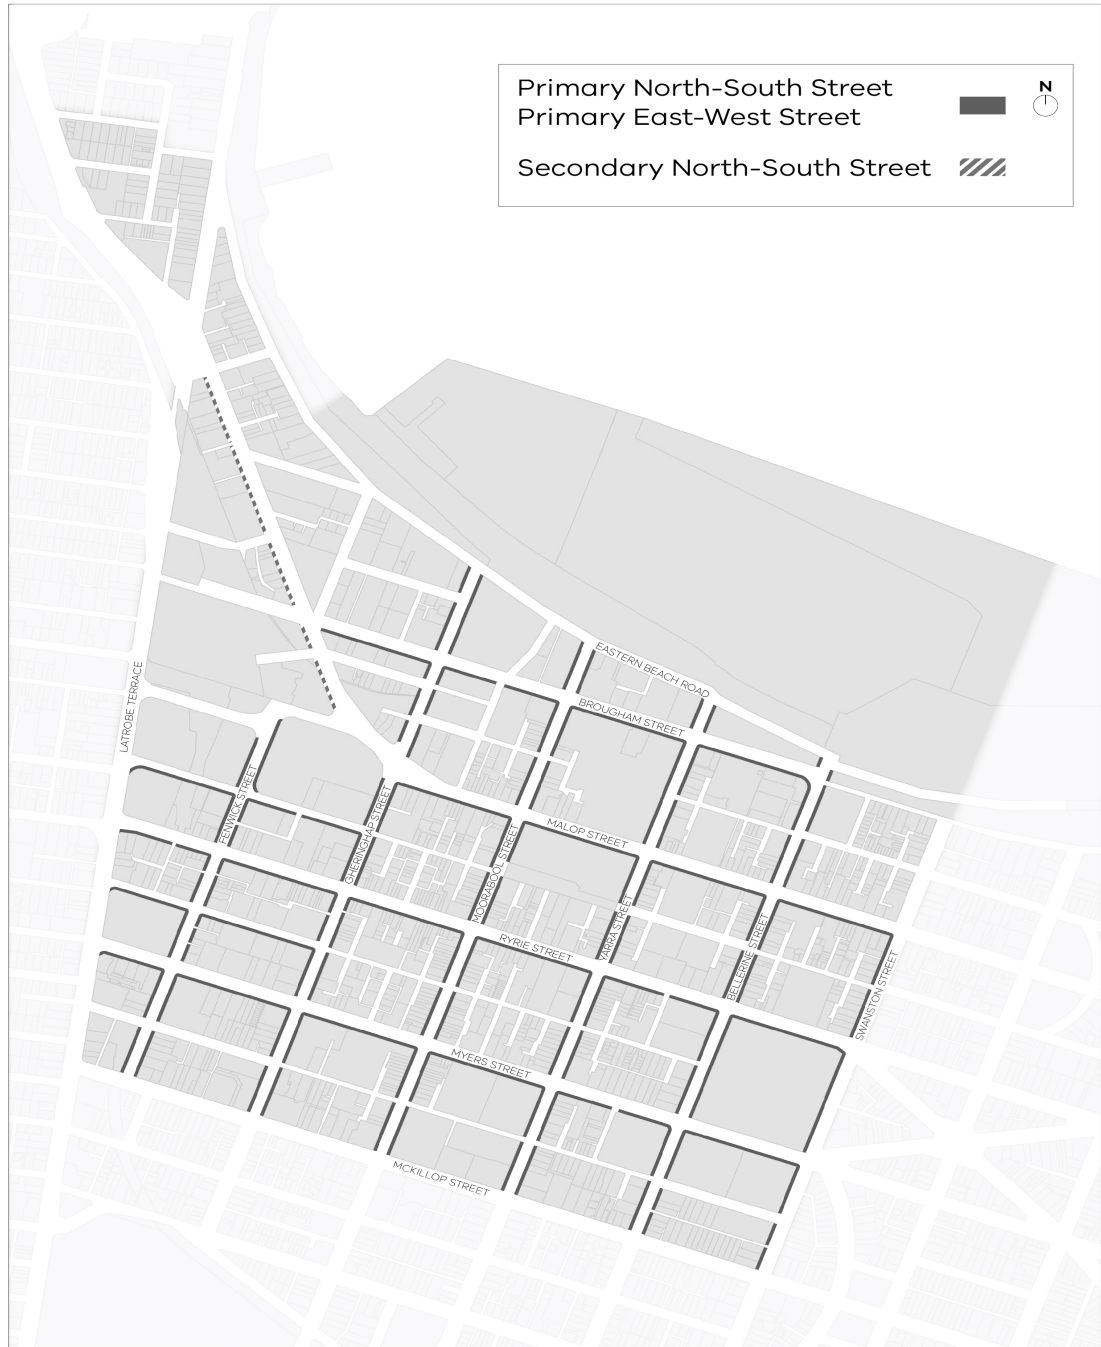 Primary North-South Street
Primary East-West Street
N
Secondary North-South Street
EASTERN BEACH ROAD
LATROBE TERRACE
BROUGHAM STREET
FENWICK STREET
GHERINGHAP STREET
MALOP STREET
MOORABOOL STREET
YARRA STREET
BELLERINE STREET
RYRIE STREET
SWANSTON STREET
MYERS STREET
MCKILLOP STREET